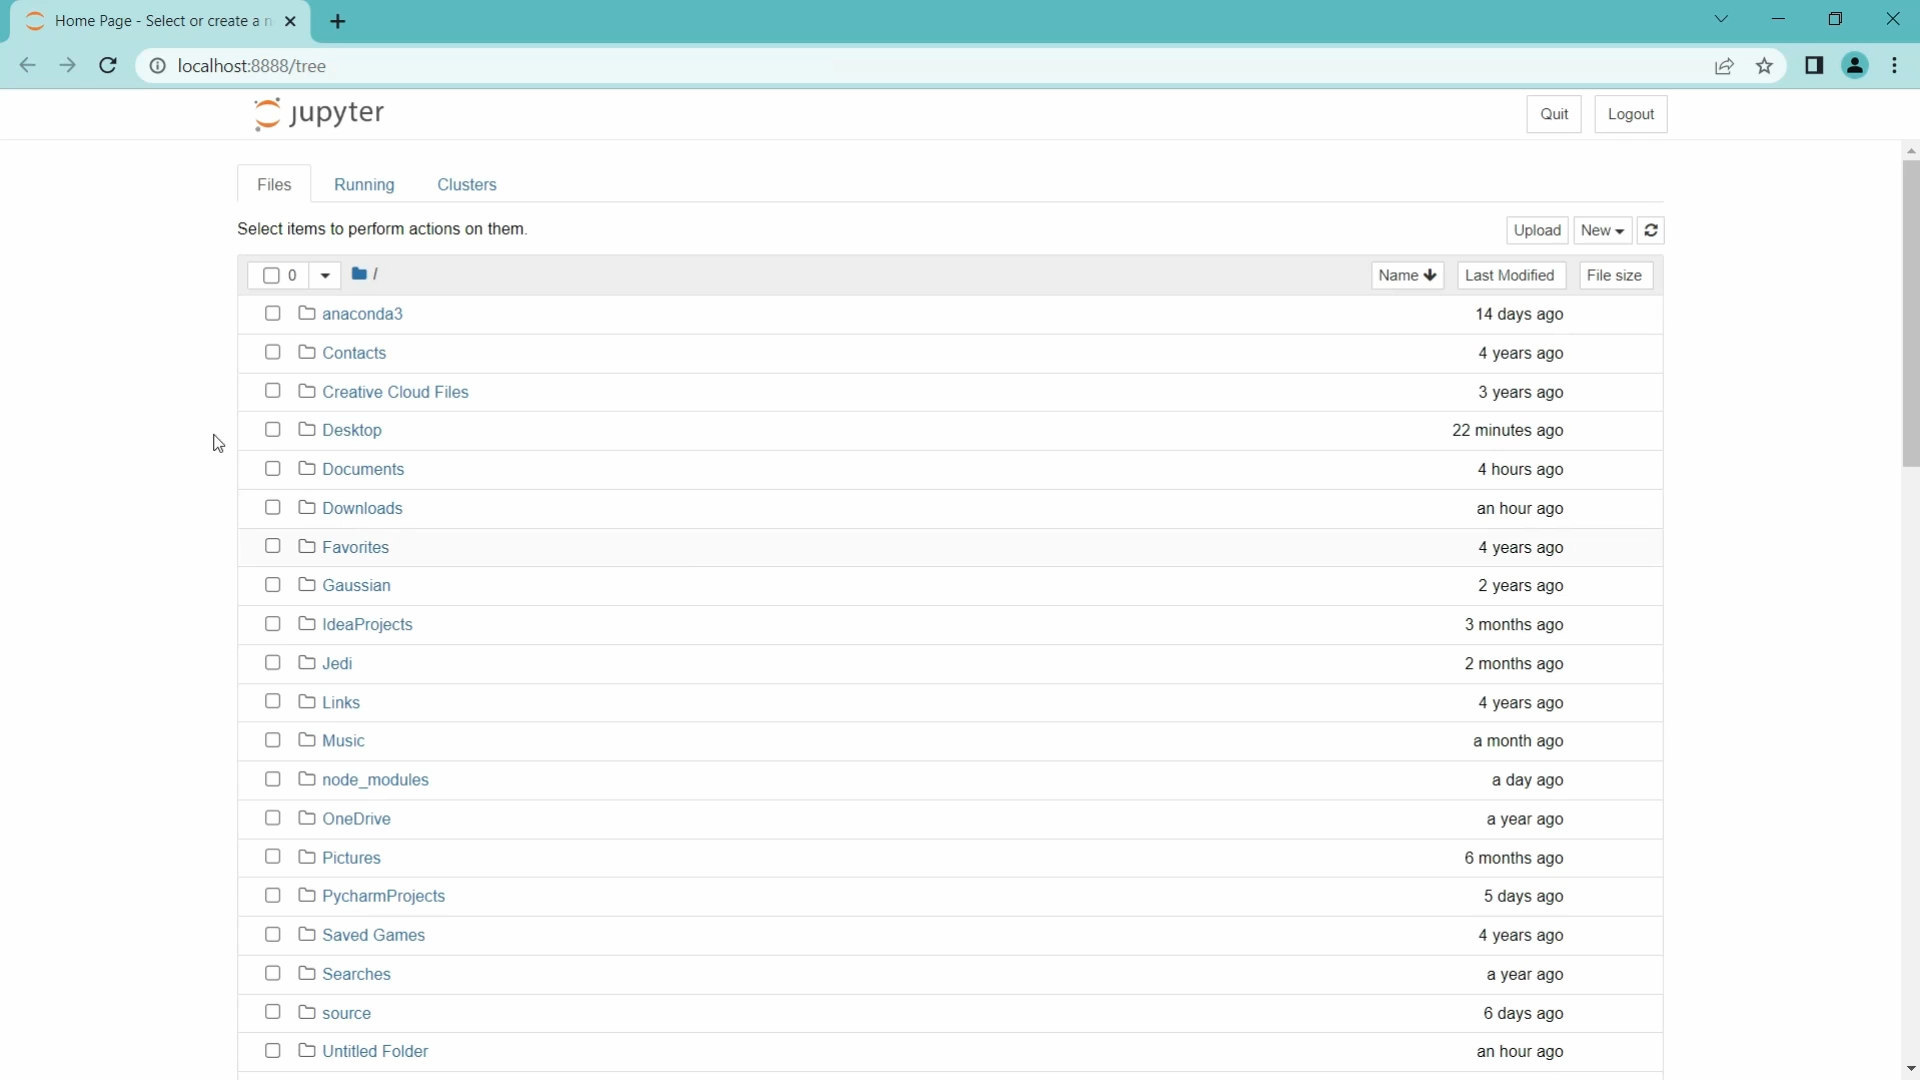 Home Page - Select or create a n
localhost:8888/tree
jupyter
Quit
Logout
Files
Running
Clusters
Select items to perform actions on them.
Upload
New
0
/
Name
Last Modified
File size
anaconda3
14 days ago
Contacts
4 years ago
Creative Cloud Files
3 years ago
Desktop
22 minutes ago
Documents
4 hours ago
Downloads
an hour ago
Favorites
4 years ago
Gaussian
2 years ago
IdeaProjects
3 months ago
Jedi
2 months ago
Links
4 years ago
Music
a month ago
node_modules
a day ago
OneDrive
a year ago
Pictures
6 months ago
PycharmProjects
5 days ago
Saved Games
4 years ago
Searches
a year ago
source
6 days ago
Untitled Folder
an hour ago